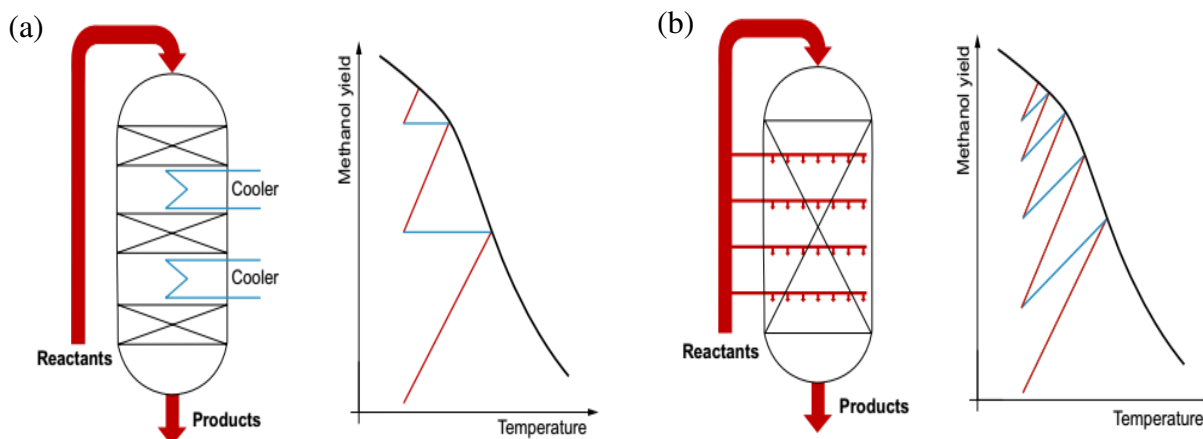 (a)
Cooler
Cooler
Reactants
Products
Methanol yield
Temperature
(b)
Reactants
Products
Methanol yield
Temperature